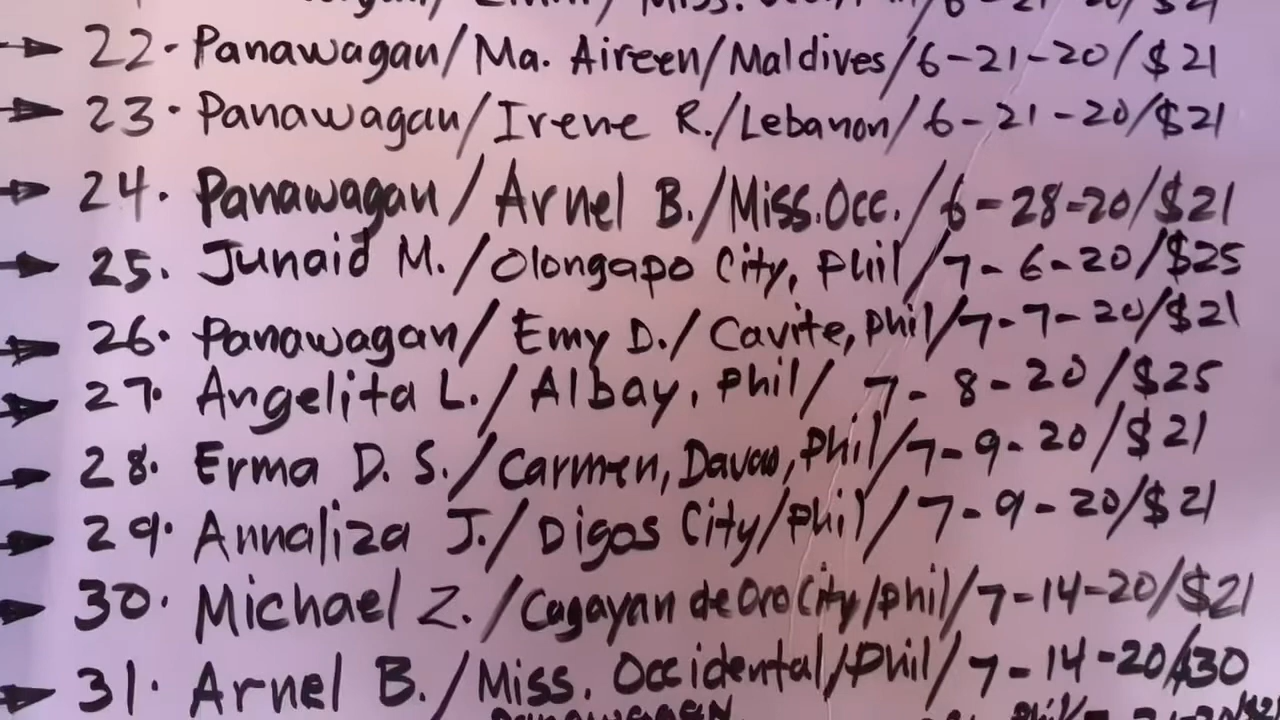 22. Panawagan/Ma. Aireen/Maldives/6-21-20/$21
23. Panawagan/Irene R./Lebanon/6-21-20/$21
24. Panawagan/Arnel B./Miss.Occ./6-28-20/$21
25. Junaid M./Olongapo City, Phil/7-6-20/$25
26. Panawagan/Emy D./Cavite, Phil/7-7-20/$21
27. Angelita L./Albay, Phil/7-8-20/$25
28. Erma D. S./Carmen, Davao, Phil/7-9-20/$21
29. Annaliza J./Digos City/Phil/7-9-20/$21
30. Michael Z./Cagayan de Oro City/Phil/7-14-20/$21
31. Arnel B./Miss. Occidental/Phil/7-14-20/$30